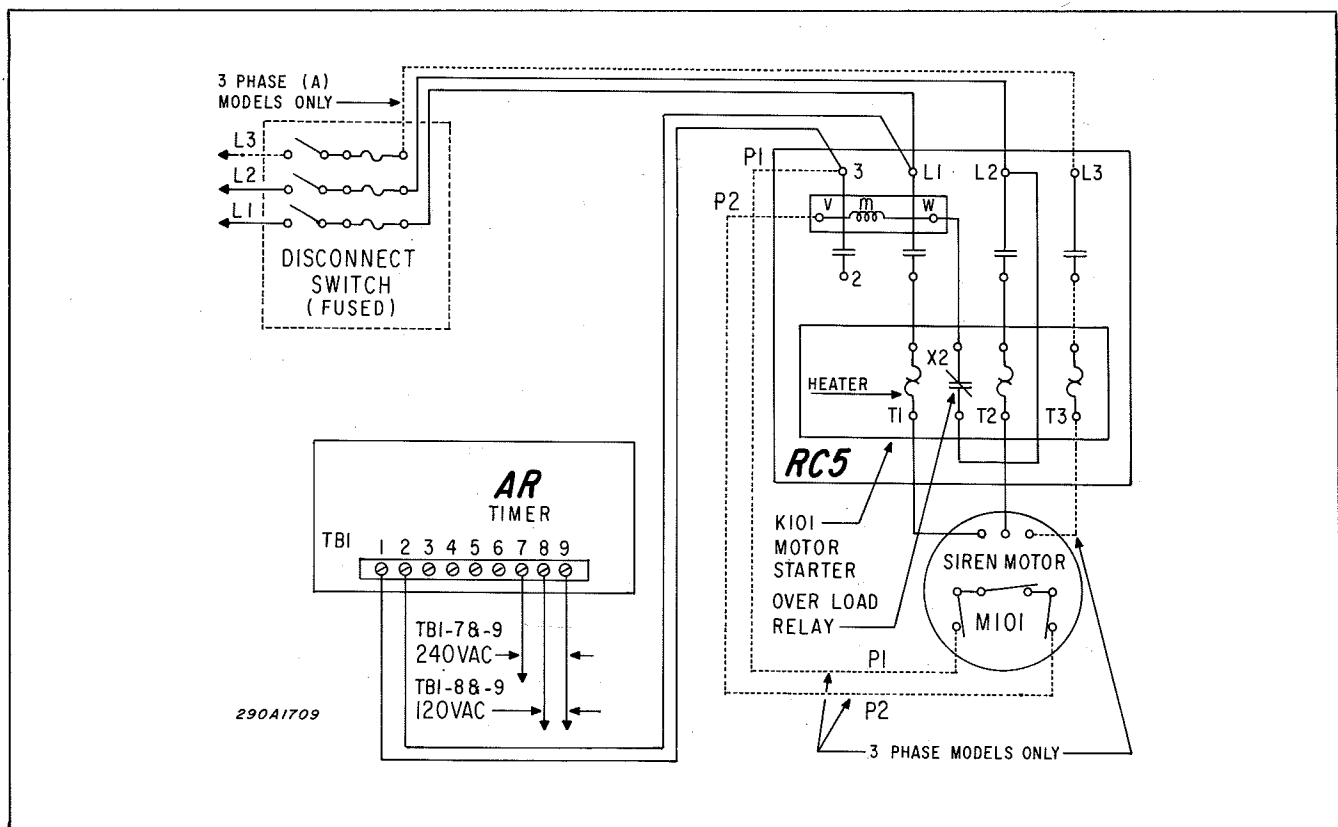 3 PHASE (A)
MODELS ONLY
L3
L2
L1
DISCONNECT
SWITCH
(FUSED)
P1
3
L1
L2
L3
P2
V
M
W
2
X2
HEATER
T1
T2
T3
RC5
AR
TIMER
TB1
1 2 3 4 5 6 7 8 9
TB1-7&-9
240VAC
TB1-8&-9
120VAC
290A1709
K101
MOTOR
STARTER
OVER LOAD
RELAY
SIREN MOTOR
M101
P1
P2
3 PHASE MODELS ONLY